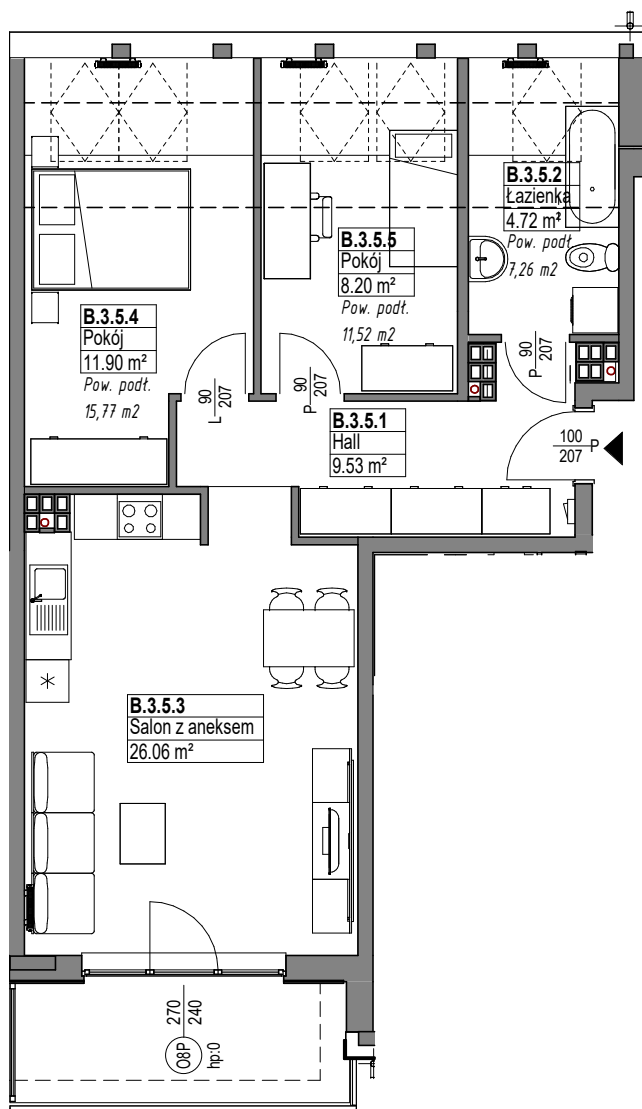 B.3.5.2
Łazienka
4.72 m²
Pow. podł.
7,26 m2
B.3.5.5
Pokój
8.20 m²
Pow. podł.
11,52 m2
B.3.5.4
Pokój
11.90 m²
Pow. podł.
15,77 m2
90
207
L
90
207
P
90
207
P
B.3.5.1
Hall
9.53 m²
100
207
P
B.3.5.3
Salon z aneksem
26.06 m²
270
240
O8P
hp:0